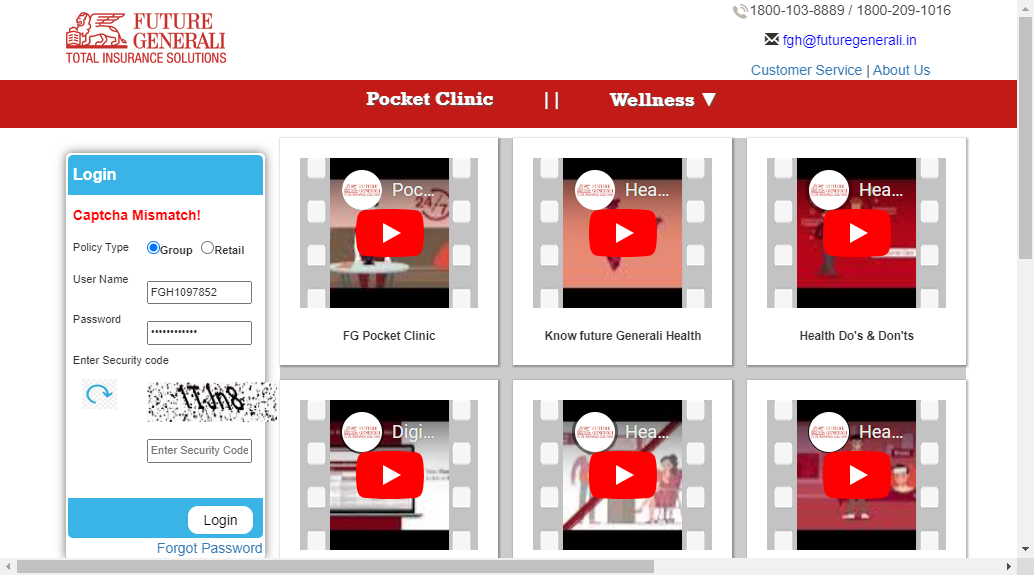 FUTURE
GENERALI
TOTAL INSURANCE SOLUTIONS
1800-103-8889 / 1800-209-1016
fgh@futuregenerali.in
Customer Service | About Us
Pocket Clinic || Wellness ▼
Login
Captcha Mismatch!
Policy Type Group Retail
User Name
FGH1097852
Password
••••••••••••
Enter Security code
Enter Security Code
Login
Forgot Password
Poc...
24/7
Hea...
Hea...
FG Pocket Clinic
Know future Generali Health
Health Do's & Don'ts
Digi...
Hea...
Hea...